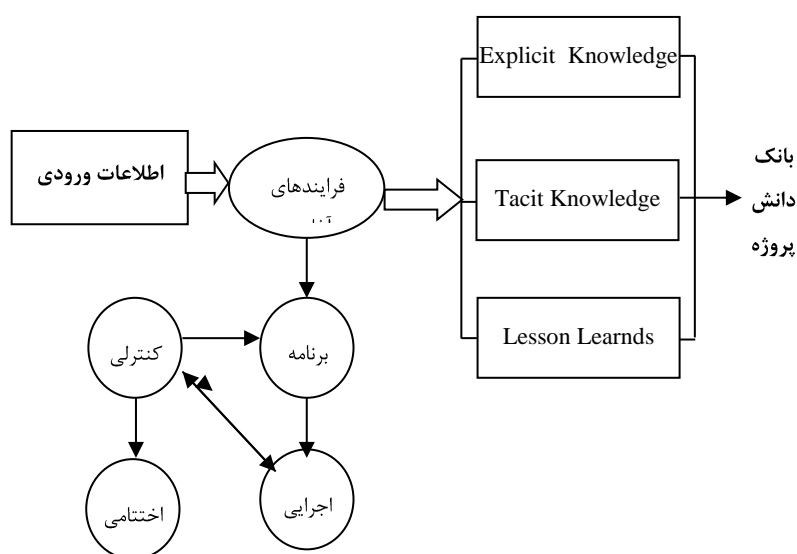 Explicit Knowledge
اطلاعات ورودی
فرایندهای
Tacit Knowledge
بانک
دانش
پروژه
Lesson Learnds
کنترلی
برنامه
اختتامی
اجرایی